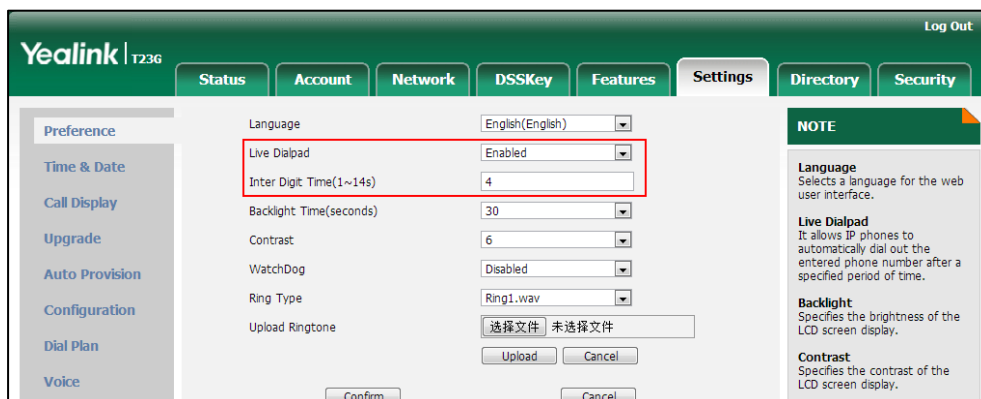 Log Out
Yealink T23G
Status Account Network DSSKey Features Settings Directory Security
Preference
Time & Date
Call Display
Upgrade
Auto Provision
Configuration
Dial Plan
Voice
Language English(English)
Live Dialpad Enabled
Inter Digit Time(1~14s) 4
Backlight Time(seconds) 30
Contrast 6
WatchDog Disabled
Ring Type Ring1.wav
Upload Ringtone 选择文件 未选择文件
Upload Cancel
Confirm Cancel
NOTE
Language
Selects a language for the web
user interface.
Live Dialpad
It allows IP phones to
automatically dial out the
entered phone number after a
specified period of time.
Backlight
Specifies the brightness of the
LCD screen display.
Contrast
Specifies the contrast of the
LCD screen display.